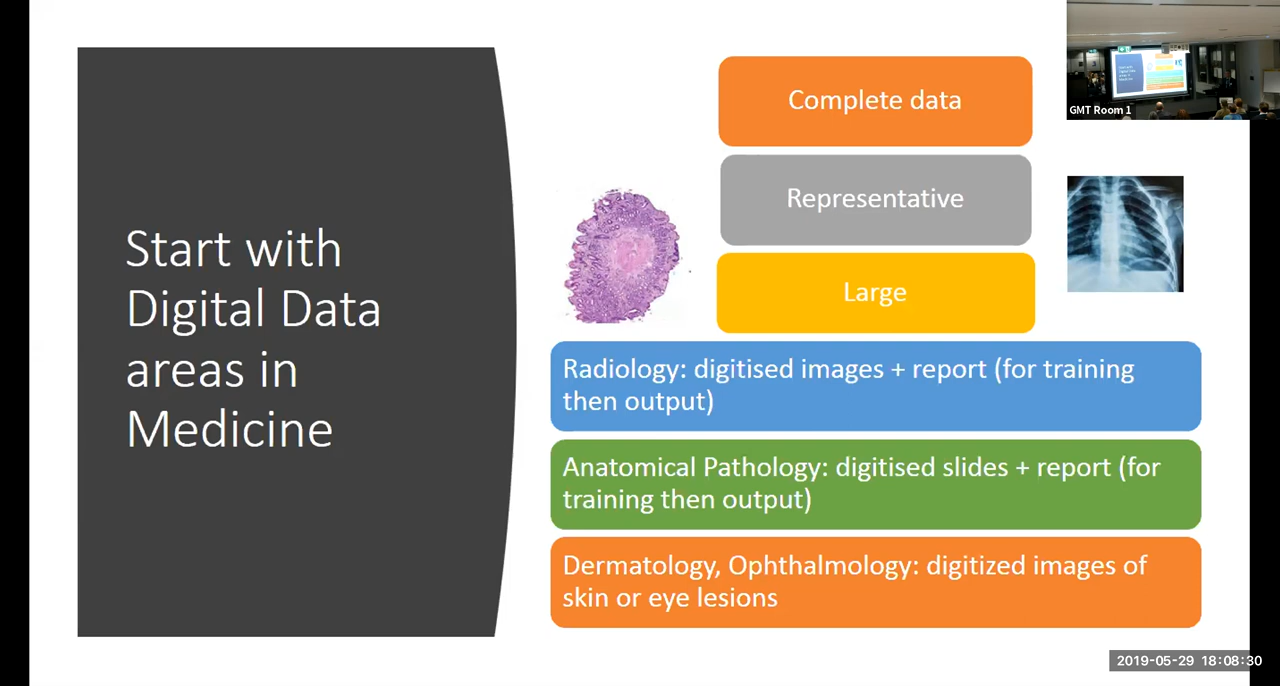 GMT Room 1
Start with
Digital Data
areas in
Medicine
Complete data
Representative
Large
Radiology: digitised images + report (for training
then output)
Anatomical Pathology: digitised slides + report (for
training then output)
Dermatology, Ophthalmology: digitized images of
skin or eye lesions
2019-05-29 18:08:30